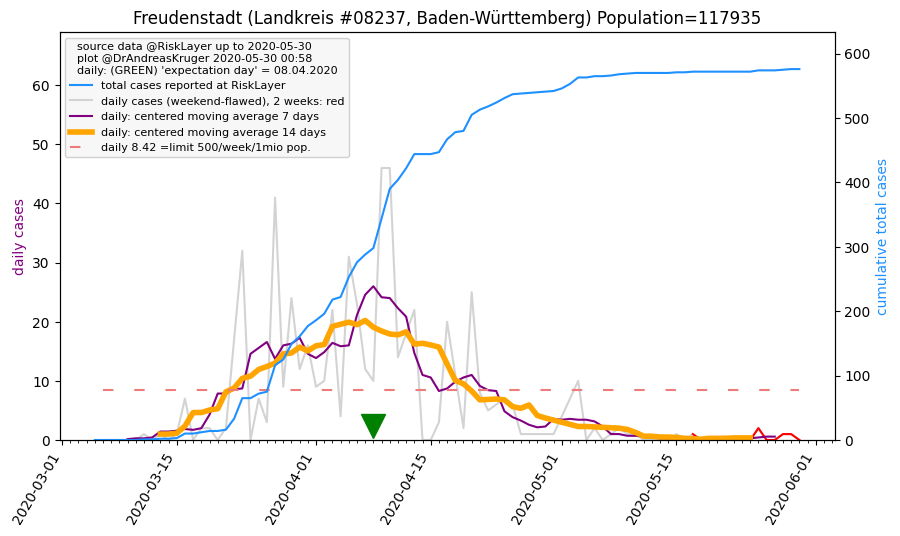 Freudenstadt (Landkreis #08237, Baden-Württemberg) Population=117935
source data @RiskLayer up to 2020-05-30
plot @DrAndreasKruger 2020-05-30 00:58
daily: (GREEN) 'expectation day' = 08.04.2020
total cases reported at RiskLayer
daily cases (weekend-flawed), 2 weeks: red
daily: centered moving average 7 days
daily: centered moving average 14 days
daily 8.42 =limit 500/week/1mio pop.
daily cases
60
50
40
30
20
10
0
600
500
400
300
200
100
0
cumulative total cases
2020-03-01
2020-03-15
2020-04-01
2020-04-15
2020-05-01
2020-05-15
2020-06-01